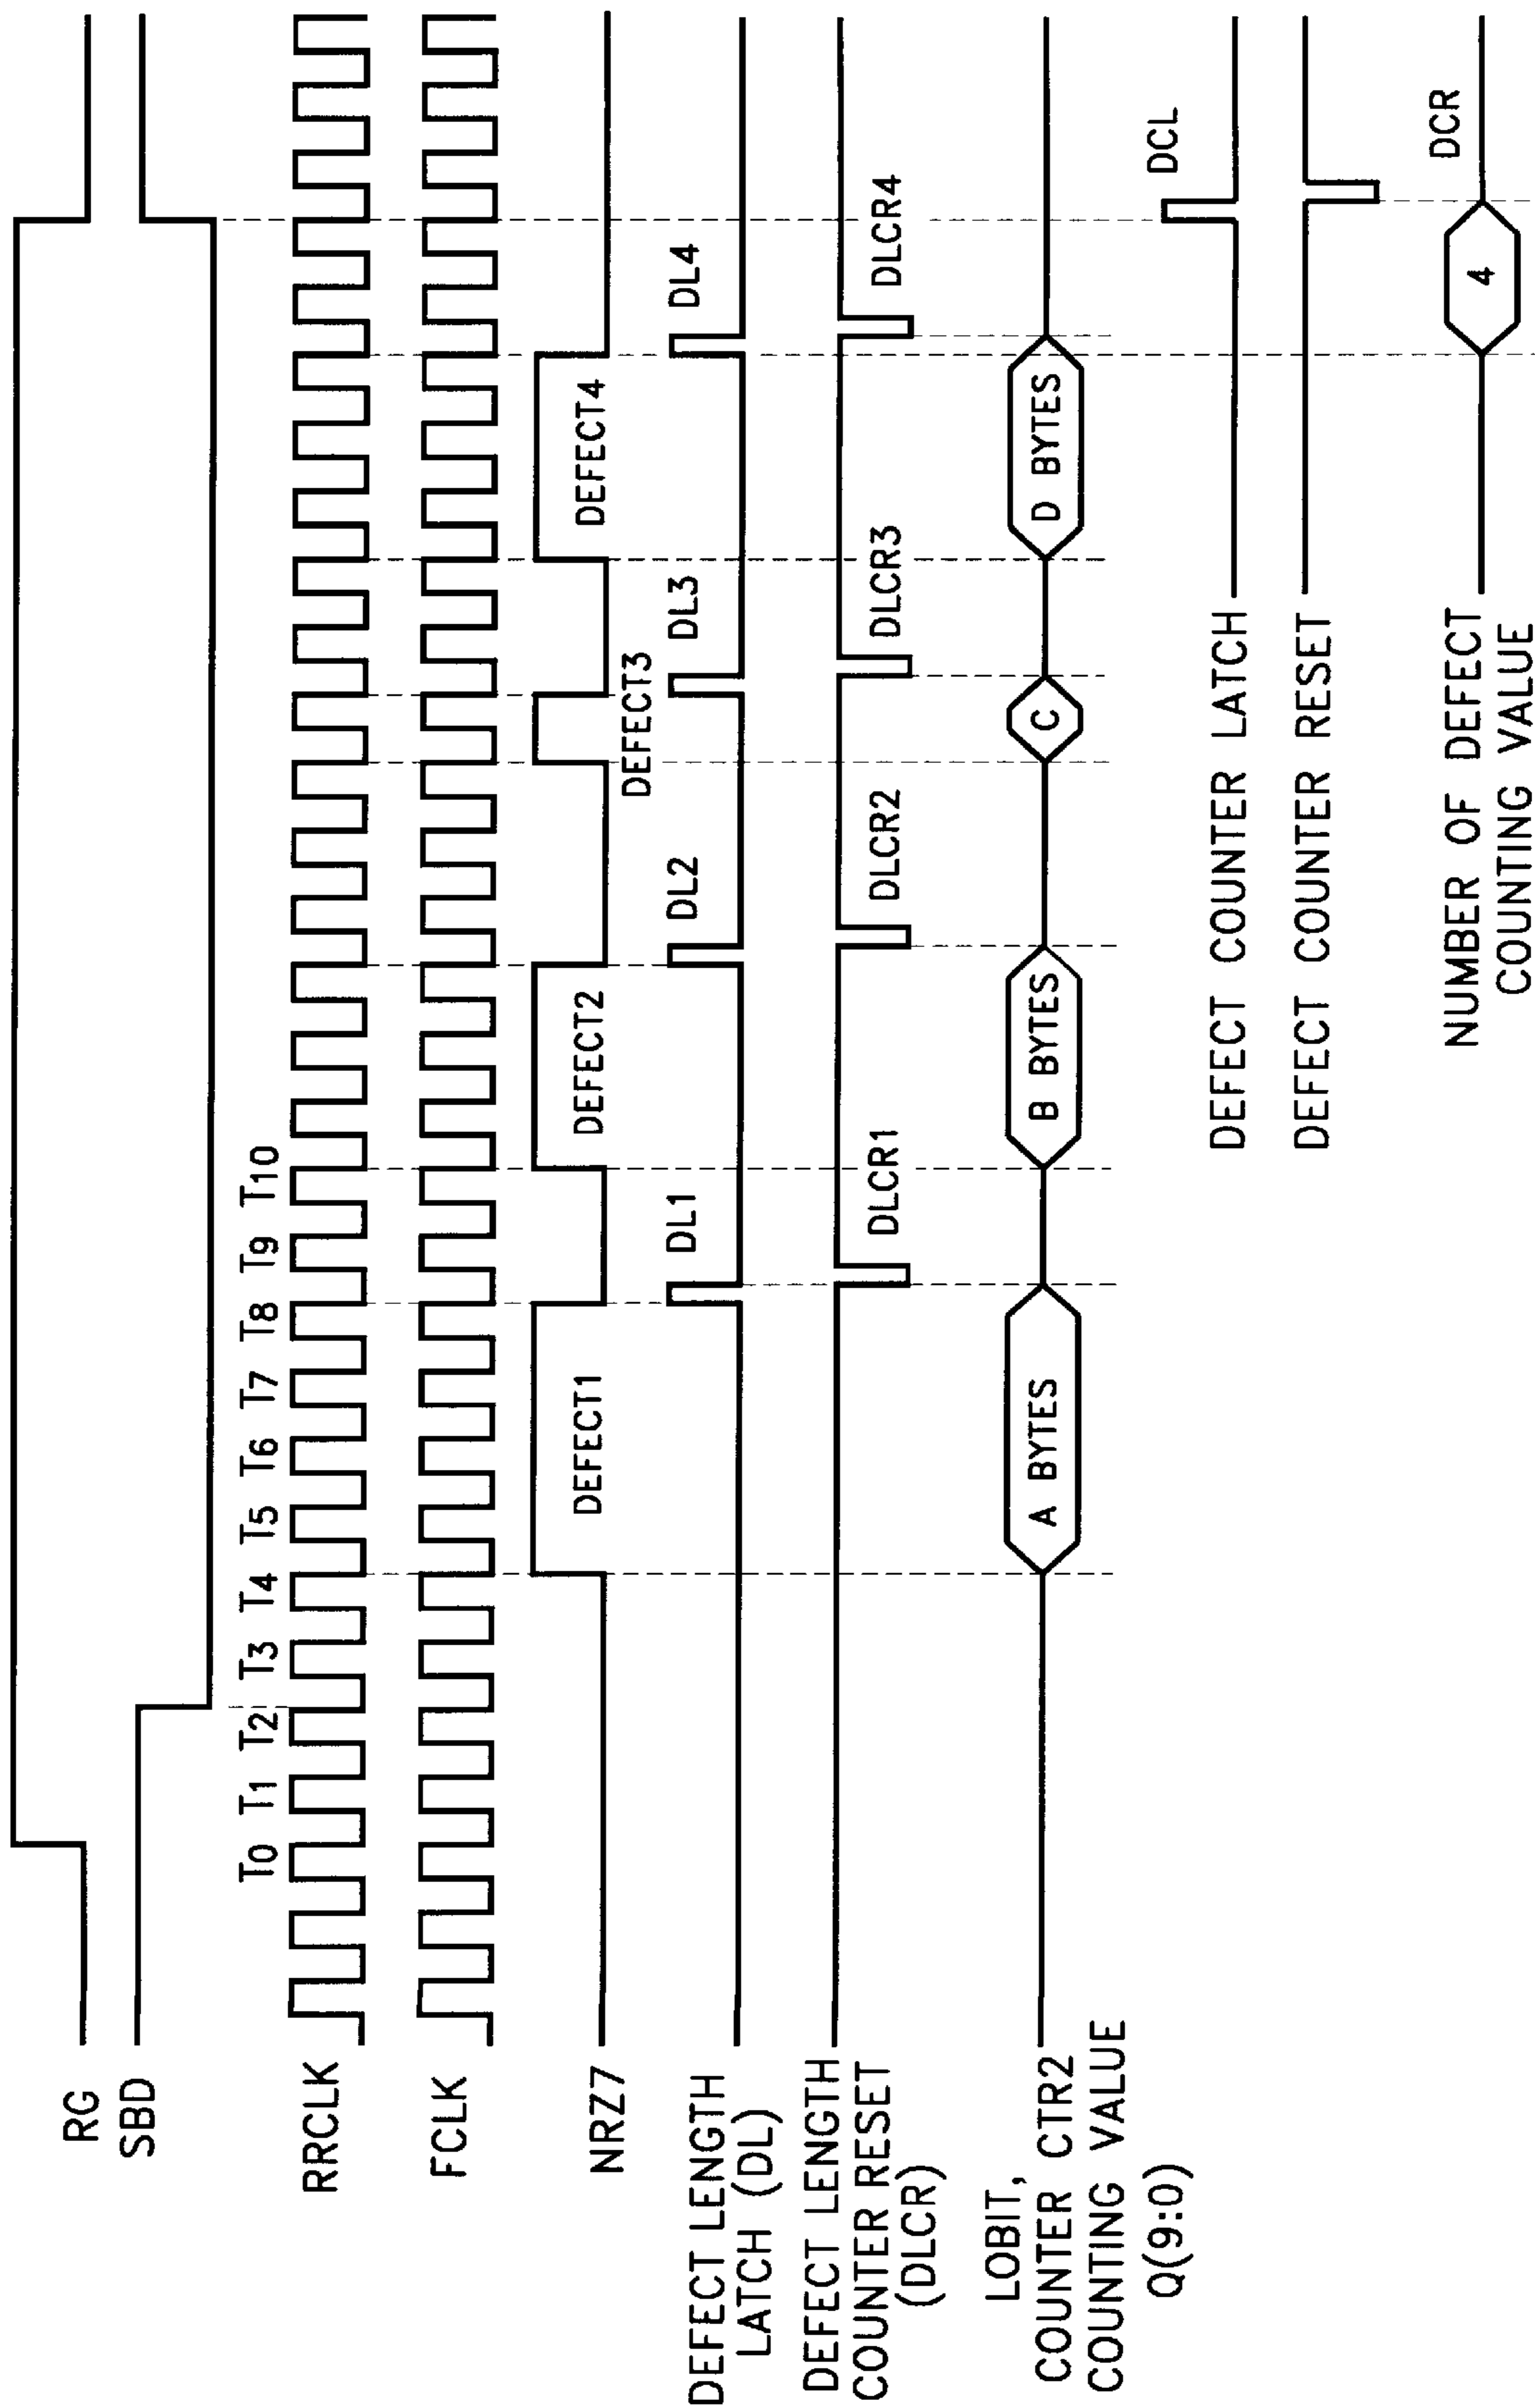 RG
SBD
T0 T1 T2 T3 T4 T5 T6 T7 T8 T9 T10
RRCLK
FCLK
NRZ7
DEFECT1
DEFECT2
DEFECT3
DEFECT4
DEFECT LENGTH
LATCH (DL)
DL1
DL2
DL3
DL4
DEFECT LENGTH
COUNTER RESET
(DLCR)
DLCR1
DLCR2
DLCR3
DLCR4
LOBIT,
COUNTER CTR2
COUNTING VALUE
Q(9:0)
A BYTES
B BYTES
C
D BYTES
DEFECT COUNTER LATCH
DCL
DEFECT COUNTER RESET
DCR
NUMBER OF DEFECT
COUNTING VALUE
4